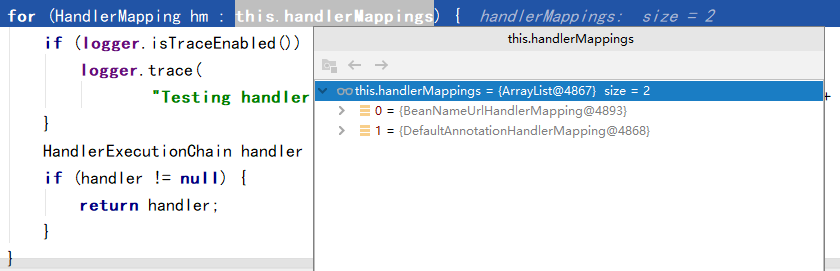 for (HandlerMapping hm : this.handlerMappings) { handlerMappings: size = 2
if (logger.isTraceEnabled())
logger.trace(
"Testing handler
+
}
HandlerExecutionChain handler
if (handler != null) {
return handler;
}
}
this.handlerMappings
this.handlerMappings = {ArrayList@4867} size = 2
0 = {BeanNameUrlHandlerMapping@4893}
1 = {DefaultAnnotationHandlerMapping@4868}